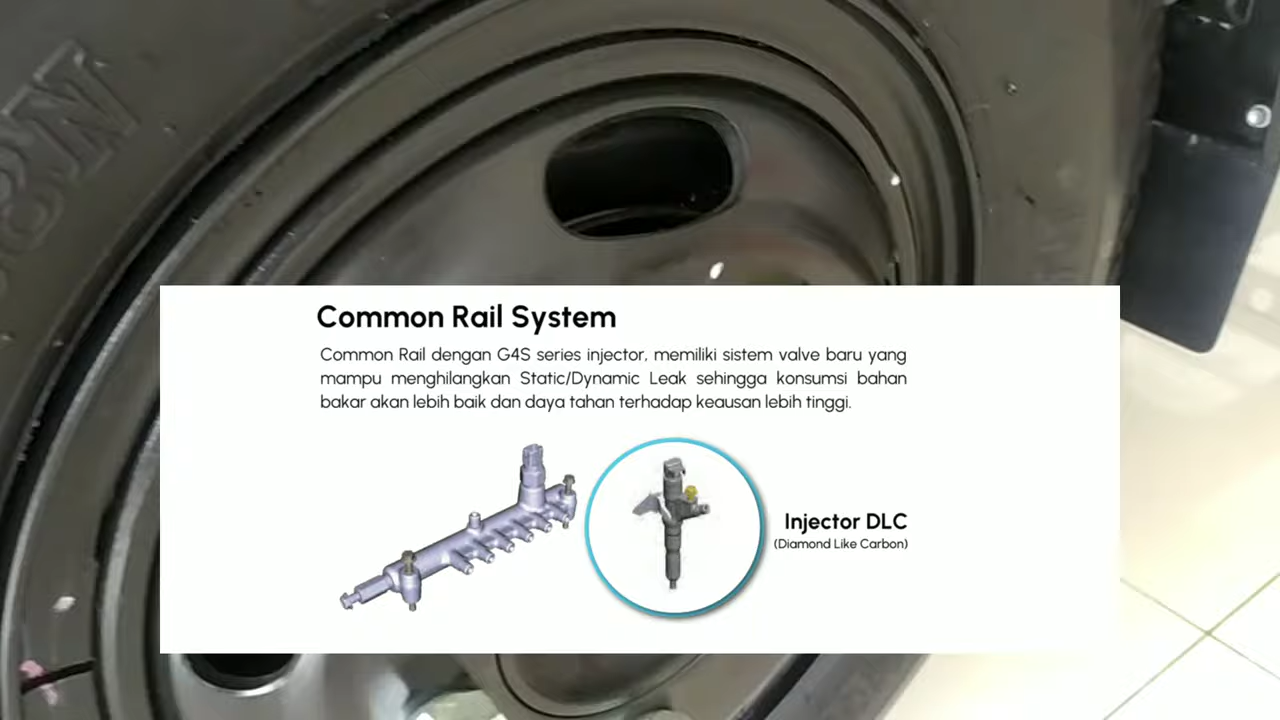 Common Rail System
Common Rail dengan G4S series injector, memiliki sistem valve baru yang
mampu menghilangkan Static/Dynamic Leak sehingga konsumsi bahan
bakar akan lebih baik dan daya tahan terhadap keausan lebih tinggi.
Injector DLC
(Diamond Like Carbon)